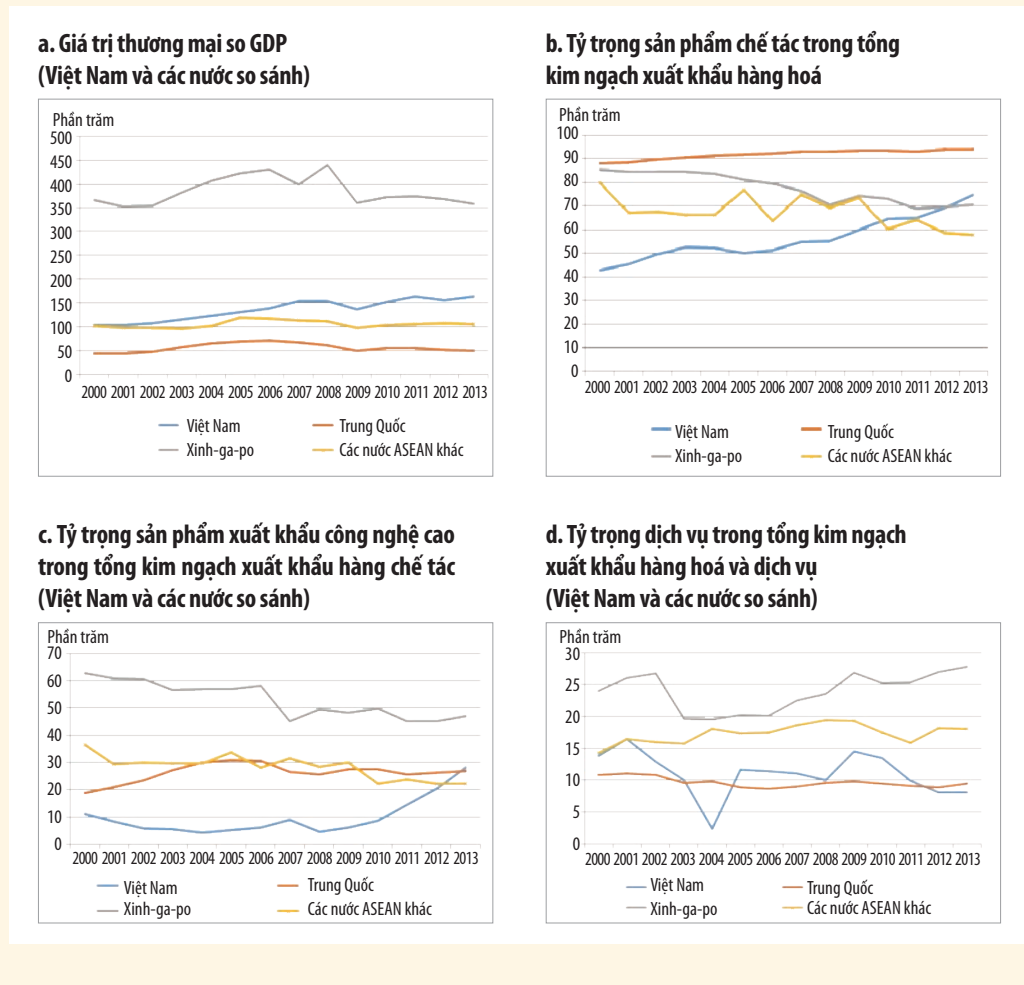 a. Giá trị thương mại so GDP
(Việt Nam và các nước so sánh)
Phần trăm
500
450
400
350
300
250
200
150
100
50
0
2000 2001 2002 2003 2004 2005 2006 2007 2008 2009 2010 2011 2012 2013
Việt Nam
Trung Quốc
Xinh-ga-po
Các nước ASEAN khác
b. Tỷ trọng sản phẩm chế tác trong tổng
kim ngạch xuất khẩu hàng hoá
Phần trăm
100
90
80
70
60
50
40
30
20
10
0
2000 2001 2002 2003 2004 2005 2006 2007 2008 2009 2010 2011 2012 2013
Việt Nam
Trung Quốc
Xinh-ga-po
Các nước ASEAN khác
c. Tỷ trọng sản phẩm xuất khẩu công nghệ cao
trong tổng kim ngạch xuất khẩu hàng chế tác
(Việt Nam và các nước so sánh)
Phần trăm
70
60
50
40
30
20
10
0
2000 2001 2002 2003 2004 2005 2006 2007 2008 2009 2010 2011 2012 2013
Việt Nam
Trung Quốc
Xinh-ga-po
Các nước ASEAN khác
d. Tỷ trọng dịch vụ trong tổng kim ngạch
xuất khẩu hàng hoá và dịch vụ
(Việt Nam và các nước so sánh)
Phần trăm
30
25
20
15
10
5
0
2000 2001 2002 2003 2004 2005 2006 2007 2008 2009 2010 2011 2012 2013
Việt Nam
Trung Quốc
Xinh-ga-po
Các nước ASEAN khác